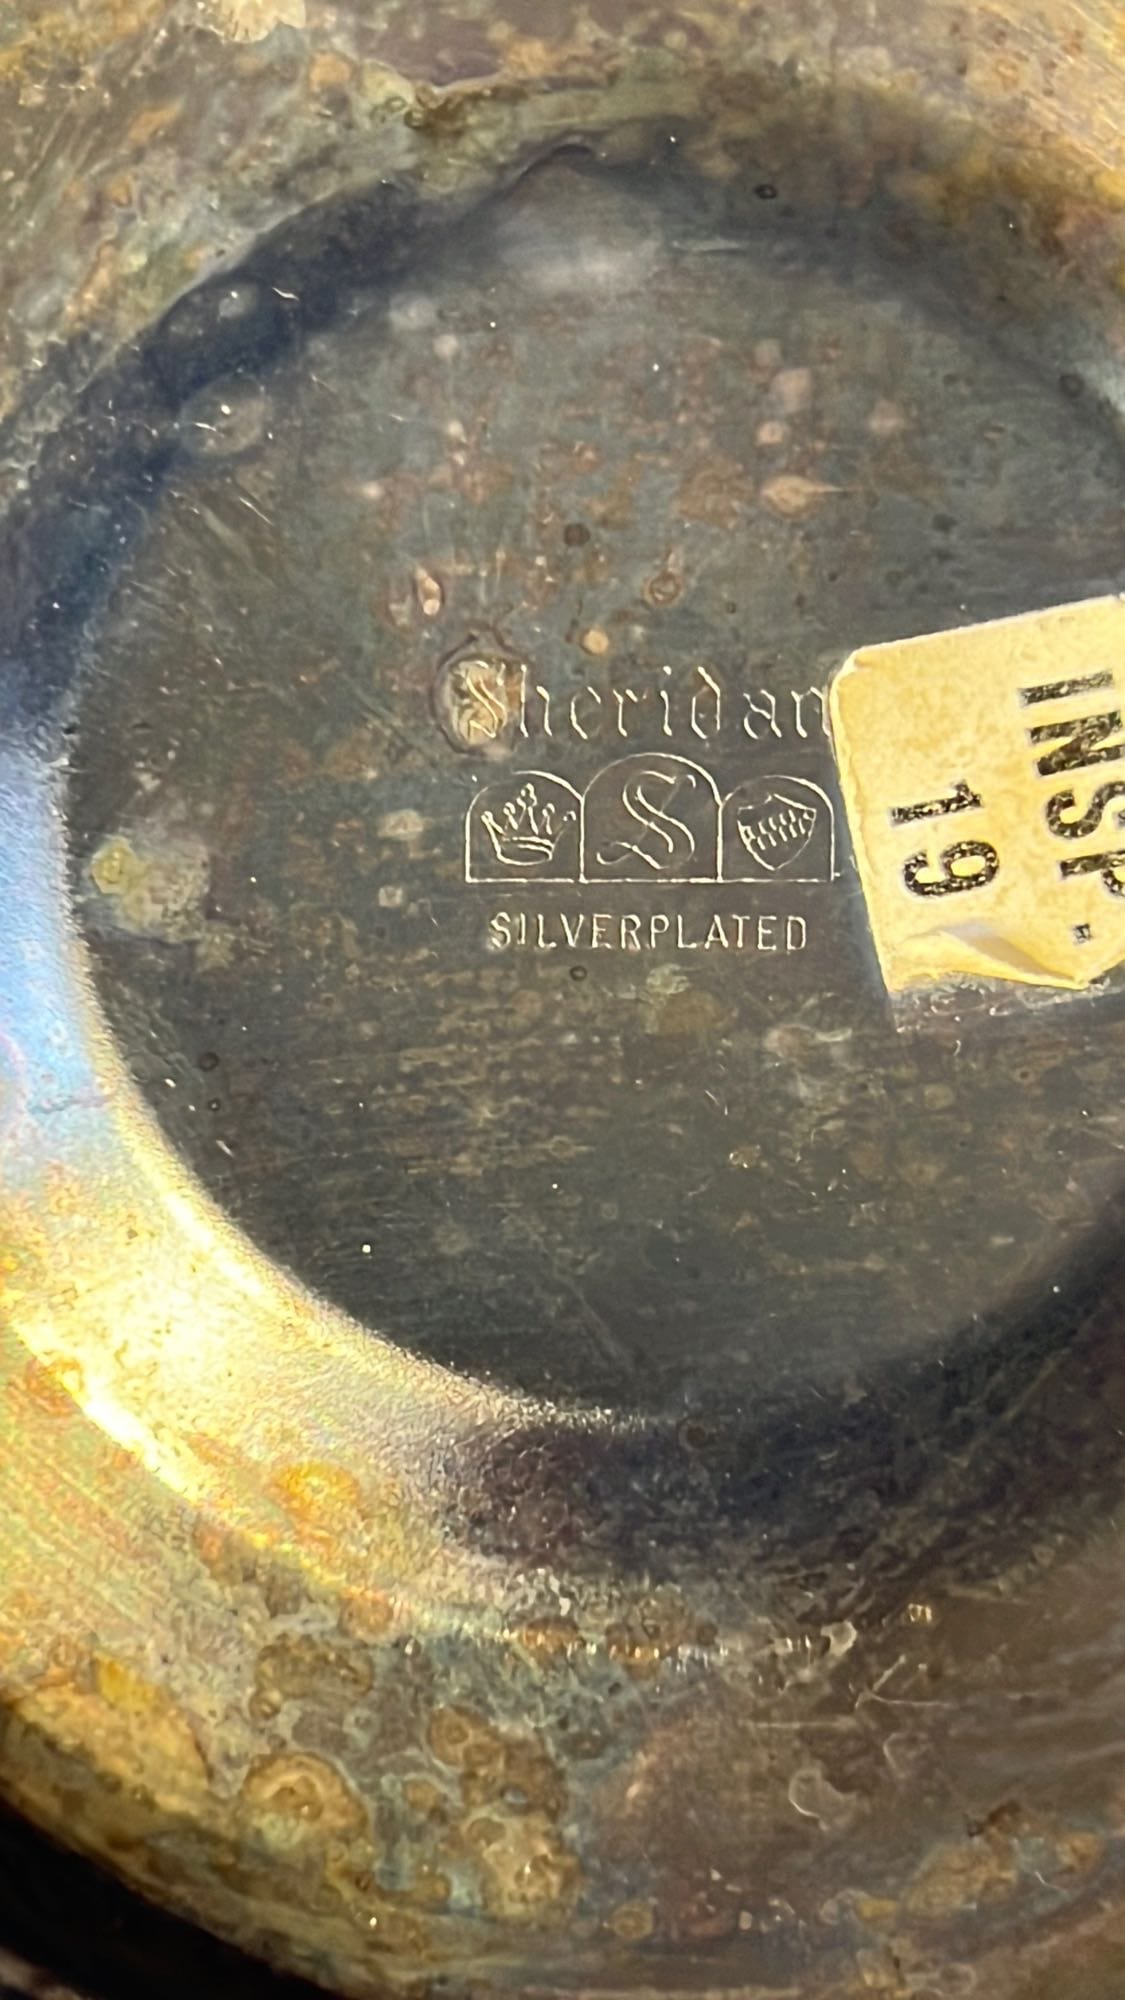 Sheridan
S
SILVERPLATED
INSP.
19